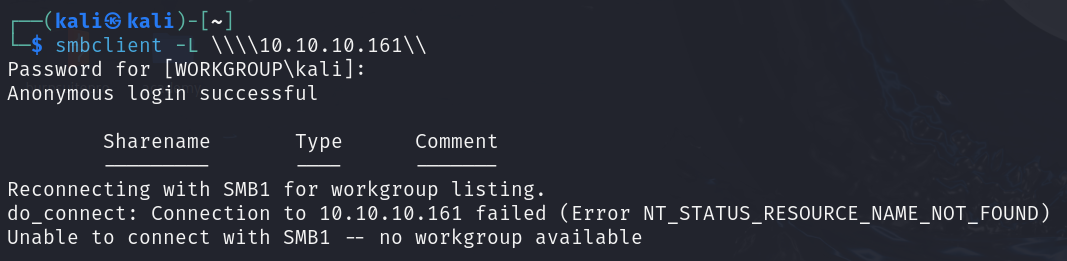 ┌──(kali㉿kali)-[~]
└─$ smbclient -L \\\\10.10.10.161\\
Password for [WORKGROUP\kali]:
Anonymous login successful
Sharename Type Comment
--------- ---- -------
Reconnecting with SMB1 for workgroup listing.
do_connect: Connection to 10.10.10.161 failed (Error NT_STATUS_RESOURCE_NAME_NOT_FOUND)
Unable to connect with SMB1 -- no workgroup available